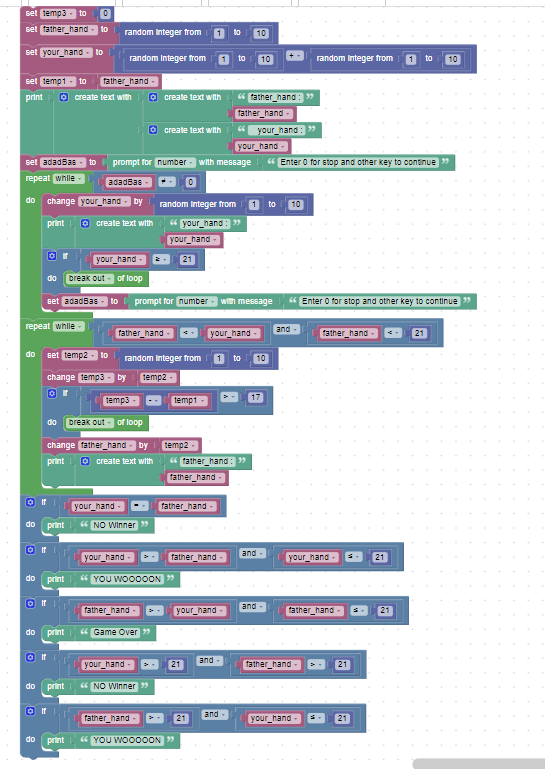 set temp3 to 0
set father_hand to random integer from 1 to 10
set your_hand to random integer from 1 to 10 + random integer from 1 to 10
set temp1 to father_hand
print create text with create text with “ father_hand : ”
father_hand
create text with “ your_hand : ”
your_hand
set adadBas to prompt for number with message “ Enter 0 for stop and other key to continue ”
repeat while adadBas ≠ 0
do change your_hand by random integer from 1 to 10
print create text with “ your_hand : ”
your_hand
if your_hand ≥ 21
do break out of loop
set adadBas to prompt for number with message “ Enter 0 for stop and other key to continue ”
repeat while father_hand < your_hand and father_hand < 21
do set temp2 to random integer from 1 to 10
change temp3 by temp2
if temp3 - temp1 > 17
do break out of loop
change father_hand by temp2
print create text with “ father_hand : ”
father_hand
if your_hand = father_hand
do print “ NO Winner ”
if your_hand > father_hand and your_hand ≤ 21
do print “ YOU WOOOOON ”
if father_hand > your_hand and father_hand ≤ 21
do print “ Game Over ”
if your_hand > 21 and father_hand > 21
do print “ NO Winner ”
if father_hand > 21 and your_hand ≤ 21
do print “ YOU WOOOOON ”